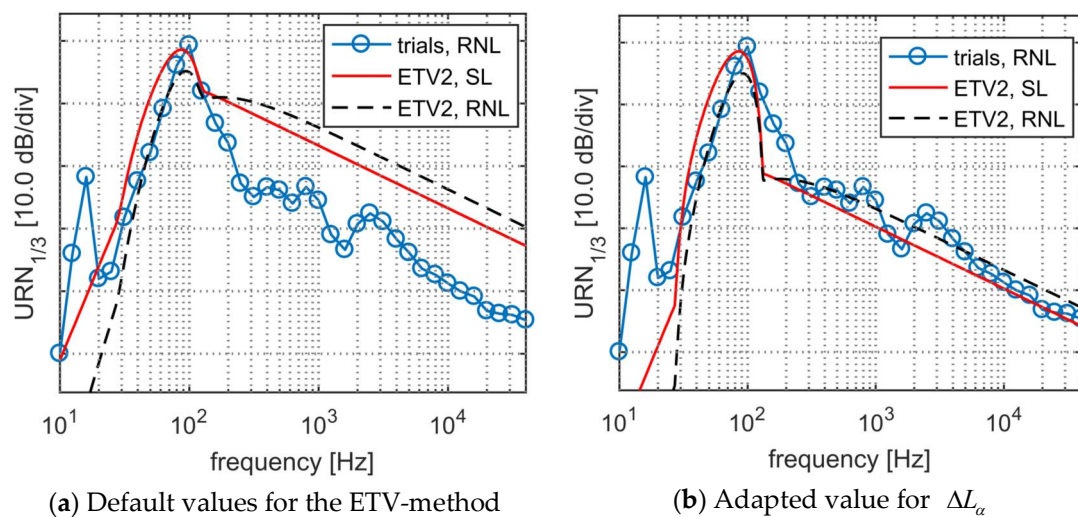 URN1/3 [10.0 dB/div]
trials, RNL
ETV2, SL
ETV2, RNL
10^1 10^2 10^3 10^4
frequency [Hz]
(a) Default values for the ETV-method
URN1/3 [10.0 dB/div]
trials, RNL
ETV2, SL
ETV2, RNL
10^1 10^2 10^3 10^4
frequency [Hz]
(b) Adapted value for ΔLα